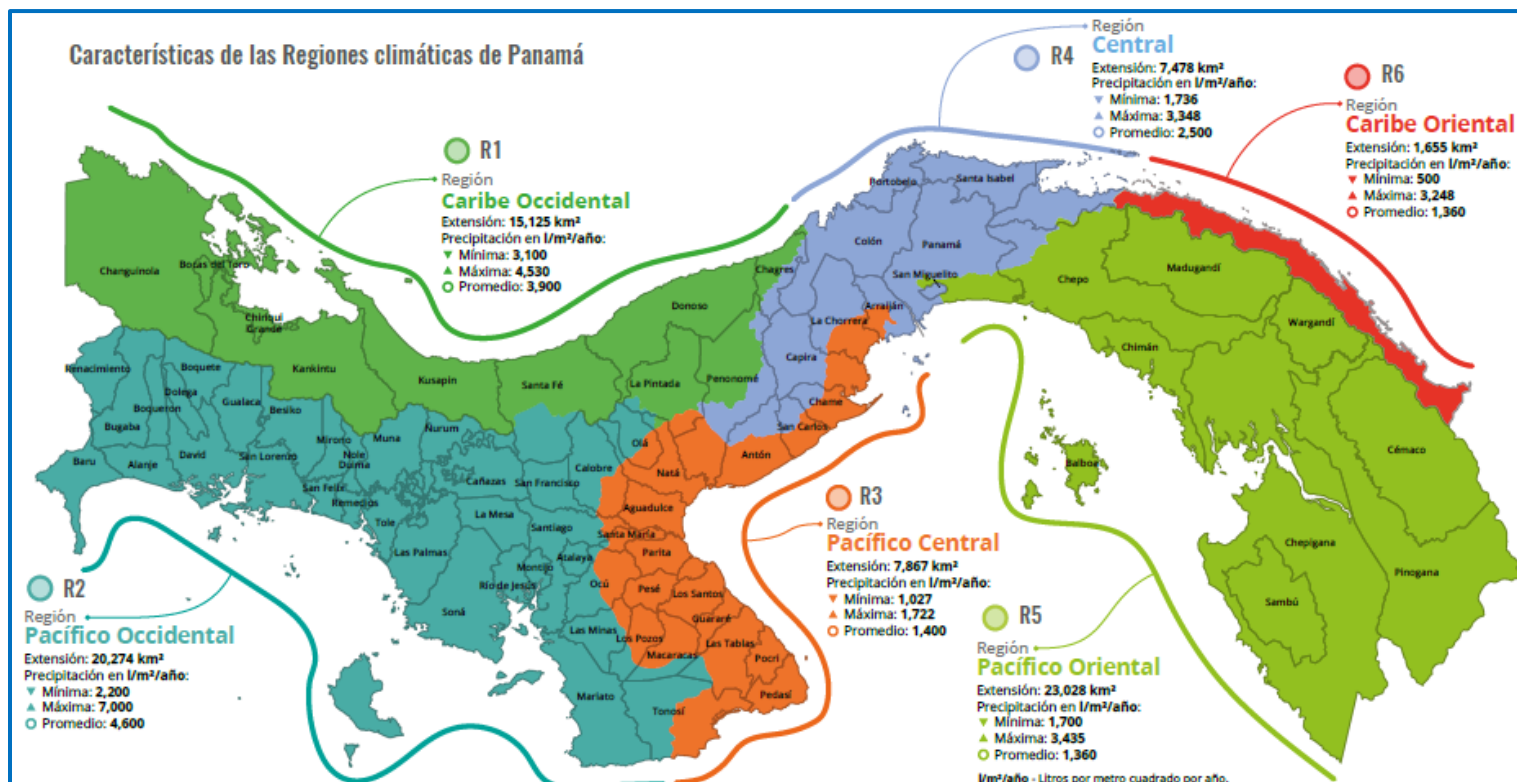 Características de las Regiones climáticas de Panamá
R1
Región
Caribe Occidental
Extensión: 15,125 km²
Precipitación en l/m²/año:
Mínima: 3,100
Máxima: 4,530
Promedio: 3,900
R4
Región
Central
Extensión: 7,478 km²
Precipitación en l/m²/año:
Mínima: 1,736
Máxima: 3,348
Promedio: 2,500
R6
Región
Caribe Oriental
Extensión: 1,655 km²
Precipitación en l/m²/año:
Mínima: 500
Máxima: 3,248
Promedio: 1,360
Changuinola
Bocas del Toro
Chiriquí
Grande
Kankintu
Kusapin
Santa Fé
La Pintada
Donoso
Penonomé
Chagres
Portobelo
Santa Isabel
Colón
Panamá
San Miguelito
Arraiján
La Chorrera
Capira
Chame
San Carlos
Antón
Chepo
Madugandí
Wargandí
Chimán
Balboa
Cémaco
Chepigana
Pinogana
Sambú
Renacimiento
Boquete
Dolega
Boquerón
Gualaca
Bugaba
Besiko
Baru
Alanje
David
San Lorenzo
Mirono
Nole
Duima
Muna
Ñurum
San Felix
Remedios
Tole
Cañazas
San Francisco
Calobre
Olá
Natá
La Mesa
Las Palmas
Santiago
Aguadulce
Santa María
Atalaya
Montijo
Río de Jesús
Soná
Ocú
Parita
Pesé
Los Santos
Guararé
Las Minas
Los Pozos
Las Tablas
Macaracas
Pocrí
Mariato
Tonosí
Pedasí
R2
Región
Pacífico Occidental
Extensión: 20,274 km²
Precipitación en l/m²/año:
Mínima: 2,200
Máxima: 7,000
Promedio: 4,600
R3
Región
Pacífico Central
Extensión: 7,867 km²
Precipitación en l/m²/año:
Mínima: 1,027
Máxima: 1,722
Promedio: 1,400
R5
Región
Pacífico Oriental
Extensión: 23,028 km²
Precipitación en l/m²/año:
Mínima: 1,700
Máxima: 3,435
Promedio: 1,360
l/m²/año - Litros por metro cuadrado por año.